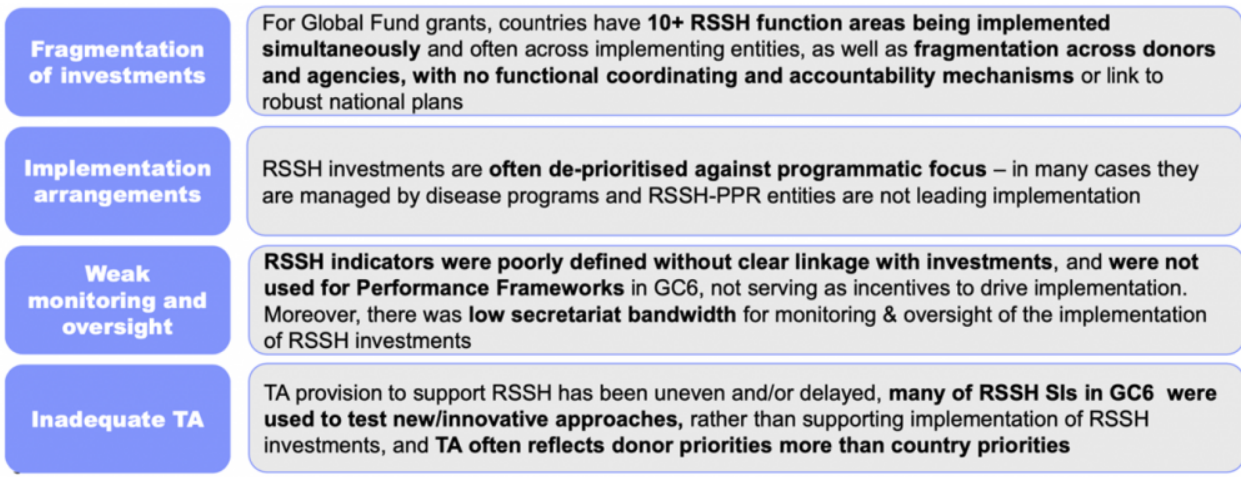 Fragmentation
of investments
For Global Fund grants, countries have 10+ RSSH function areas being implemented
simultaneously and often across implementing entities, as well as fragmentation across donors
and agencies, with no functional coordinating and accountability mechanisms or link to
robust national plans
Implementation
arrangements
RSSH investments are often de-prioritised against programmatic focus – in many cases they
are managed by disease programs and RSSH-PPR entities are not leading implementation
Weak
monitoring and
oversight
RSSH indicators were poorly defined without clear linkage with investments, and were not
used for Performance Frameworks in GC6, not serving as incentives to drive implementation.
Moreover, there was low secretariat bandwidth for monitoring & oversight of the implementation
of RSSH investments
Inadequate TA
TA provision to support RSSH has been uneven and/or delayed, many of RSSH SIs in GC6 were
used to test new/innovative approaches, rather than supporting implementation of RSSH
investments, and TA often reflects donor priorities more than country priorities